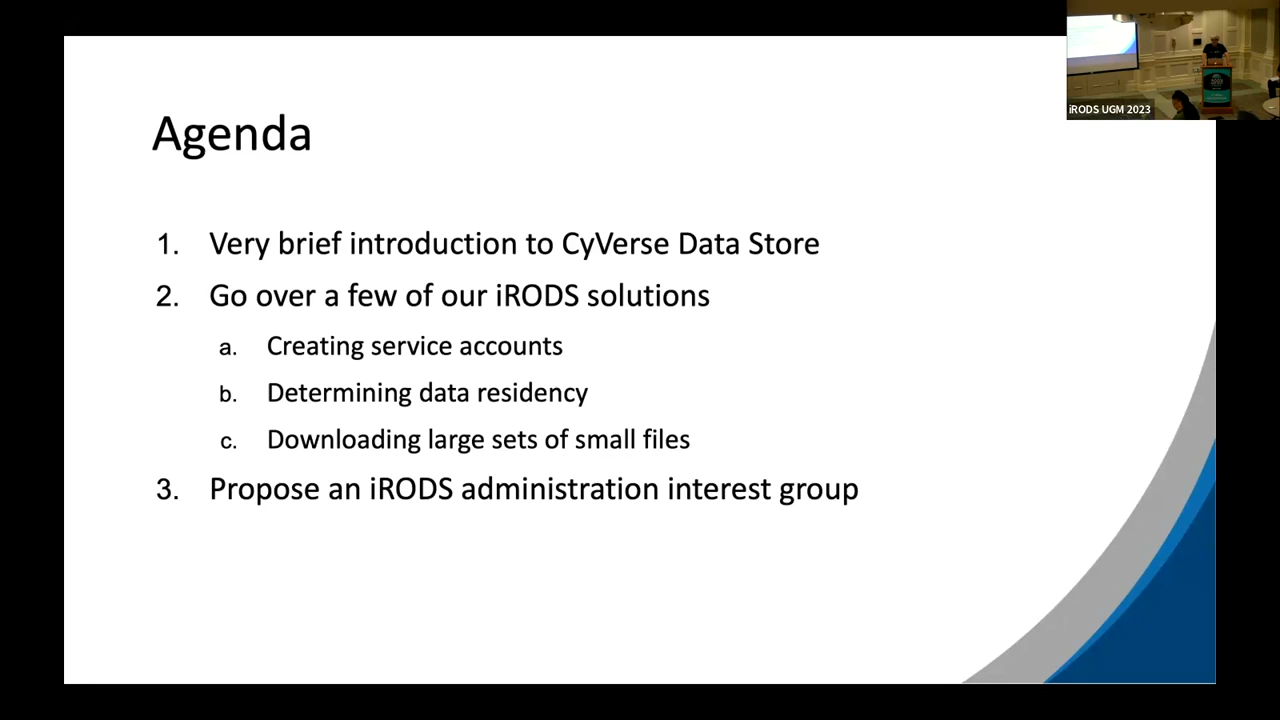 Agenda
1. Very brief introduction to CyVerse Data Store
2. Go over a few of our iRODS solutions
a. Creating service accounts
b. Determining data residency
c. Downloading large sets of small files
3. Propose an iRODS administration interest group
iRODS UGM 2023